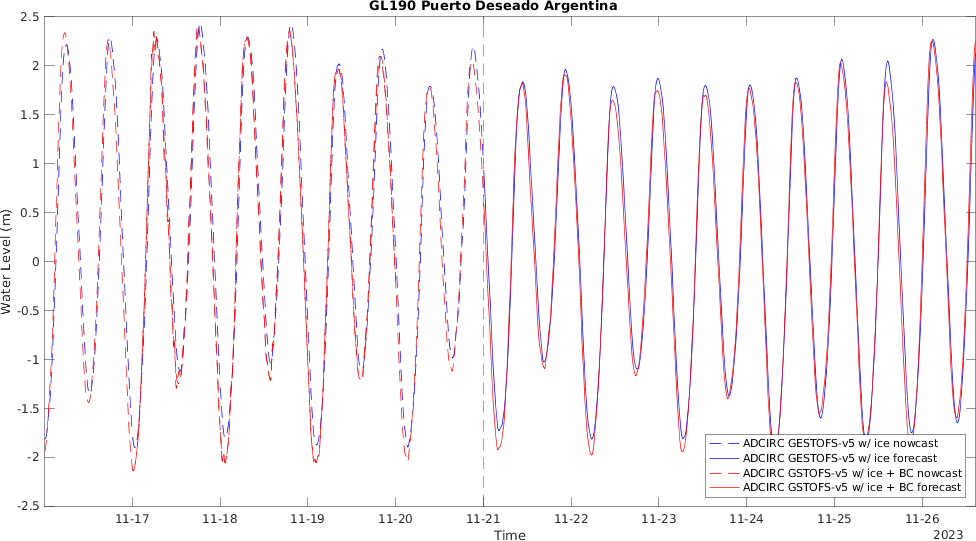 GL190 Puerto Deseado Argentina
2.5
2
1.5
1
0.5
0
-0.5
-1
-1.5
-2
-2.5
Water Level (m)
ADCIRC GESTOFS-v5 w/ ice nowcast
ADCIRC GESTOFS-v5 w/ ice forecast
ADCIRC GSTOFS-v5 w/ ice + BC nowcast
ADCIRC GSTOFS-v5 w/ ice + BC forecast
11-17 11-18 11-19 11-20 11-21 11-22 11-23 11-24 11-25 11-26
Time
2023